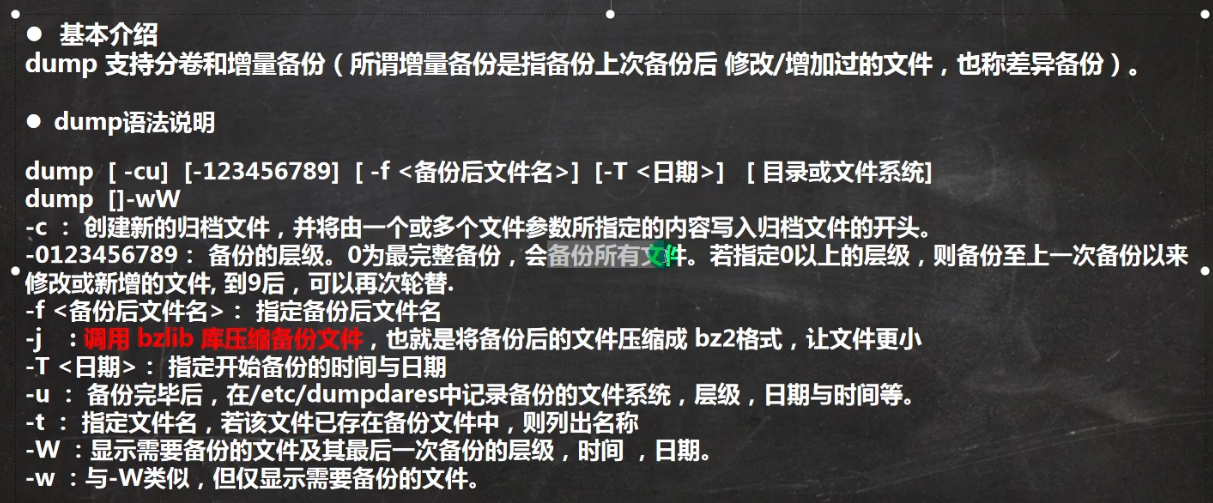 ● 基本介绍
dump 支持分卷和增量备份（所谓增量备份是指备份上次备份后 修改/增加过的文件，也称差异备份）。
● dump语法说明
dump [ -cu] [-123456789] [ -f <备份后文件名>] [-T <日期>] [ 目录或文件系统]
dump []-wW
-c ： 创建新的归档文件，并将由一个或多个文件参数所指定的内容写入归档文件的开头。
-0123456789： 备份的层级。0为最完整备份，会备份所有文件。若指定0以上的层级，则备份至上一次备份以来
修改或新增的文件, 到9后，可以再次轮替.
-f <备份后文件名>： 指定备份后文件名
-j ：调用 bzlib 库压缩备份文件，也就是将备份后的文件压缩成 bz2格式，让文件更小
-T <日期>： 指定开始备份的时间与日期
-u ： 备份完毕后，在/etc/dumpdares中记录备份的文件系统，层级，日期与时间等。
-t ： 指定文件名，若该文件已存在备份文件中，则列出名称
-W ：显示需要备份的文件及其最后一次备份的层级，时间 ，日期。
-w ：与-W类似，但仅显示需要备份的文件。